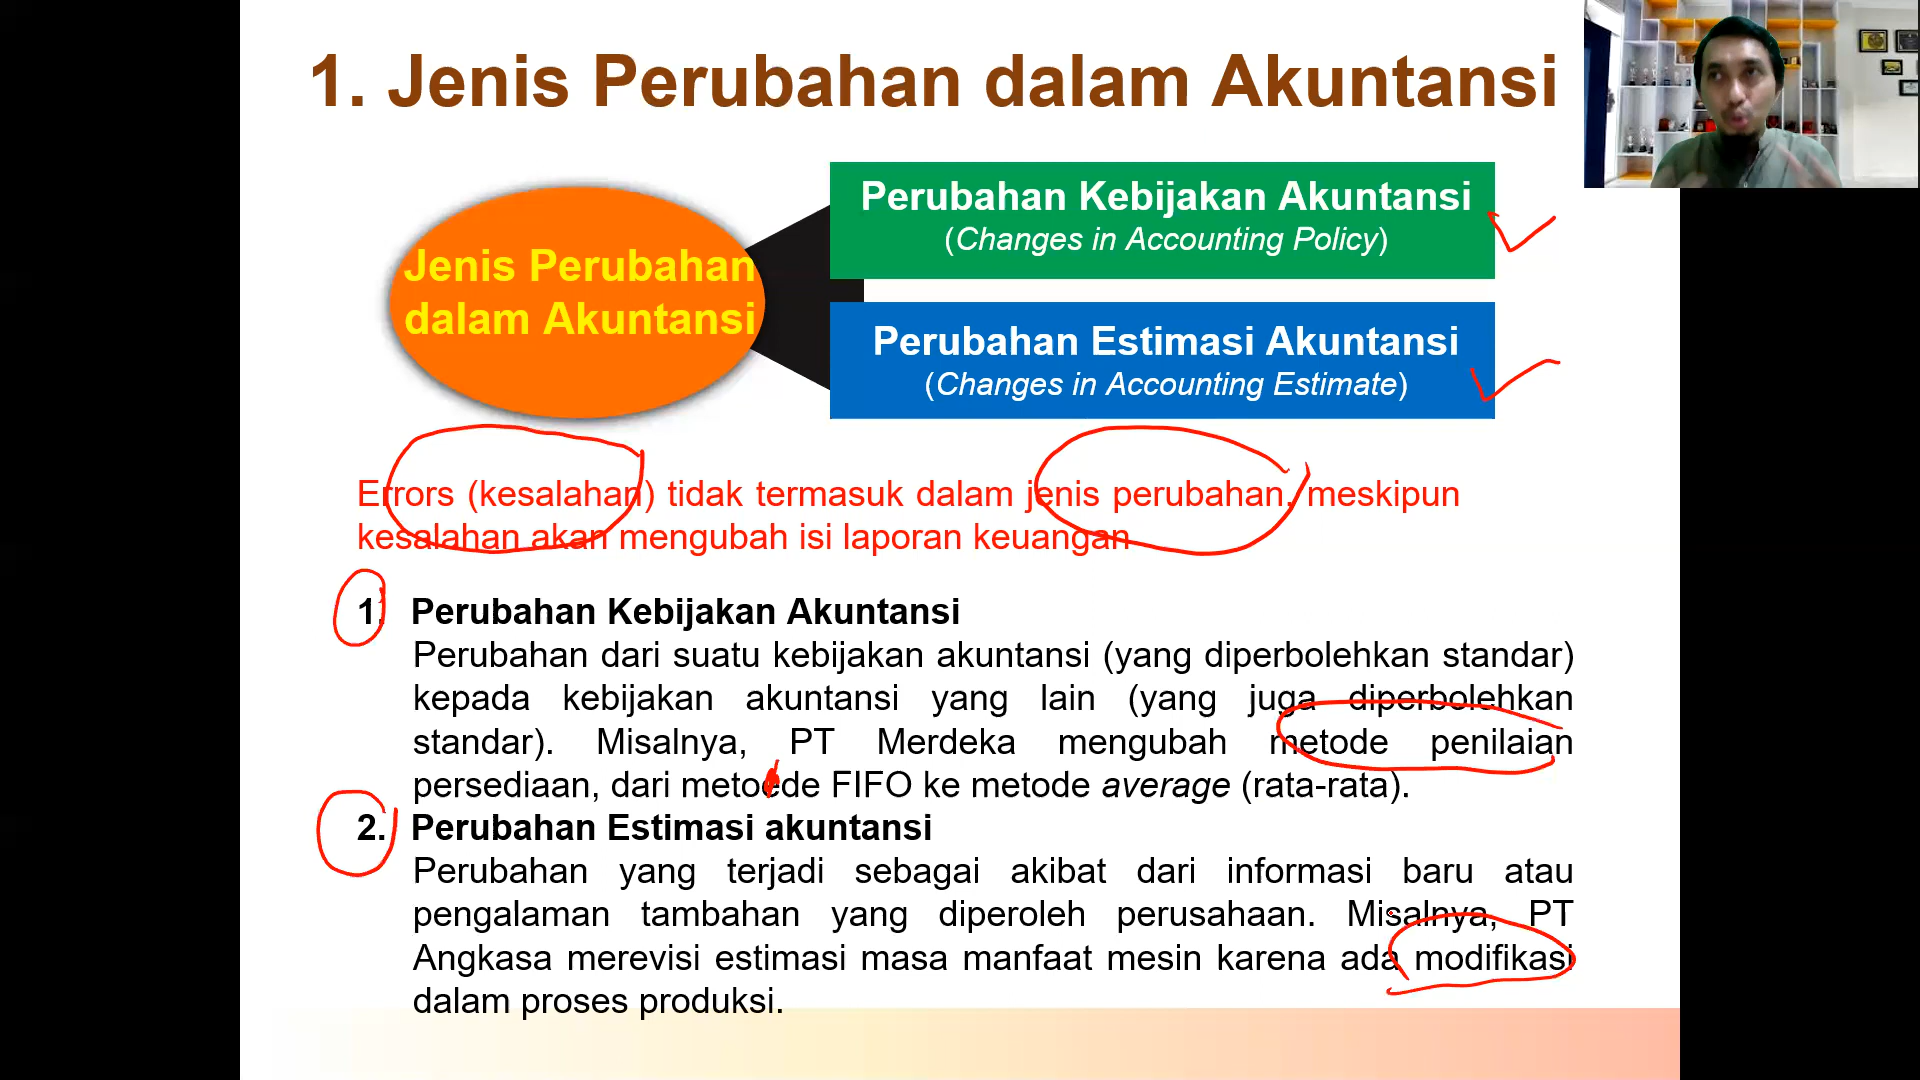 1. Jenis Perubahan dalam Akuntansi
Jenis Perubahan
dalam Akuntansi
Perubahan Kebijakan Akuntansi
(Changes in Accounting Policy)
Perubahan Estimasi Akuntansi
(Changes in Accounting Estimate)
Errors (kesalahan) tidak termasuk dalam jenis perubahan, meskipun
kesalahan akan mengubah isi laporan keuangan
1. Perubahan Kebijakan Akuntansi
Perubahan dari suatu kebijakan akuntansi (yang diperbolehkan standar)
kepada kebijakan akuntansi yang lain (yang juga diperbolehkan
standar). Misalnya, PT Merdeka mengubah metode penilaian
persediaan, dari metoede FIFO ke metode average (rata-rata).
2. Perubahan Estimasi akuntansi
Perubahan yang terjadi sebagai akibat dari informasi baru atau
pengalaman tambahan yang diperoleh perusahaan. Misalnya, PT
Angkasa merevisi estimasi masa manfaat mesin karena ada modifikasi
dalam proses produksi.